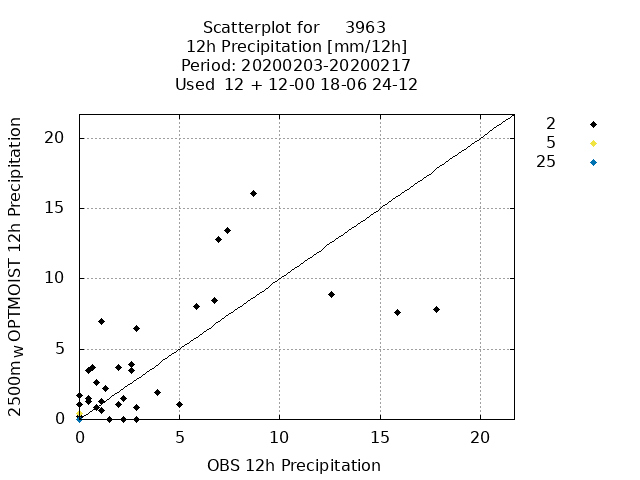 Scatterplot for 3963
12h Precipitation [mm/12h]
Period: 20200203-20200217
Used 12 + 12-00 18-06 24-12
2
5
25
2500m w OPTMOIST 12h Precipitation
20
15
10
5
0
0 5 10 15 20
OBS 12h Precipitation